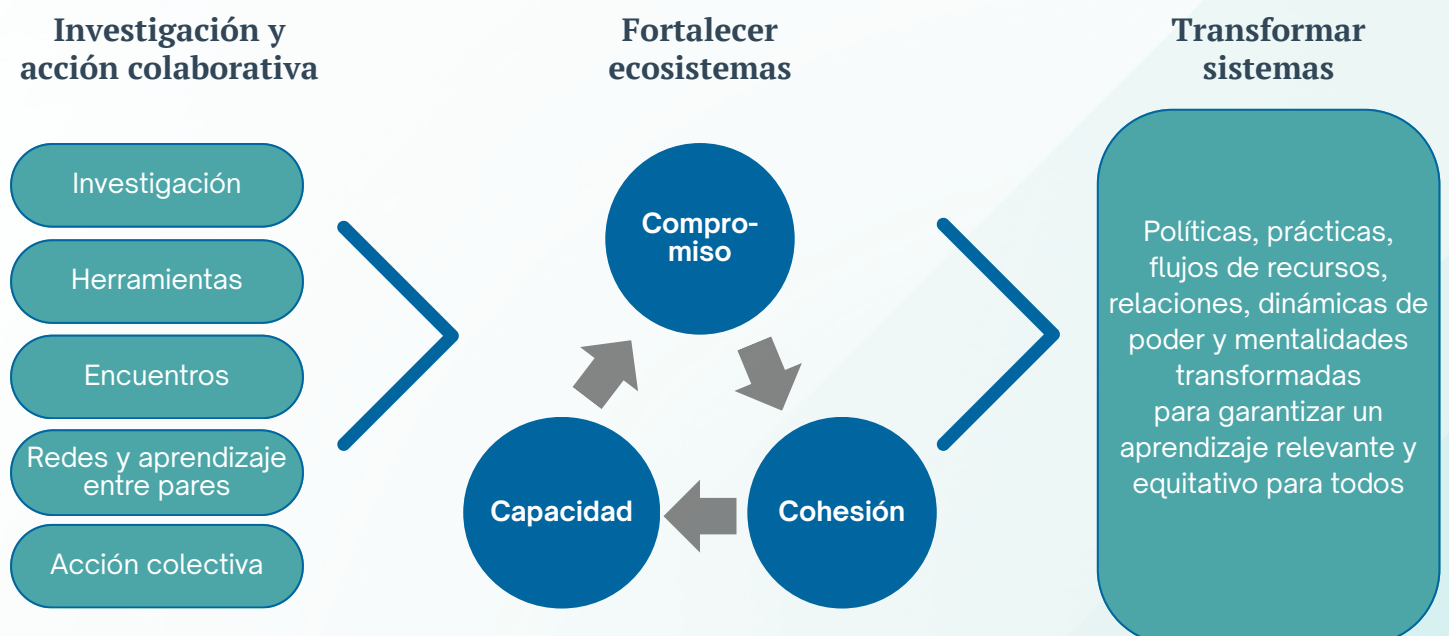 Investigación y
acción colaborativa
Investigación
Herramientas
Encuentros
Redes y aprendizaje
entre pares
Acción colectiva
Fortalecer
ecosistemas
Compro-
miso
Capacidad
Cohesión
Transformar
sistemas
Políticas, prácticas,
flujos de recursos,
relaciones, dinámicas de
poder y mentalidades
transformadas
para garantizar un
aprendizaje relevante y
equitativo para todos